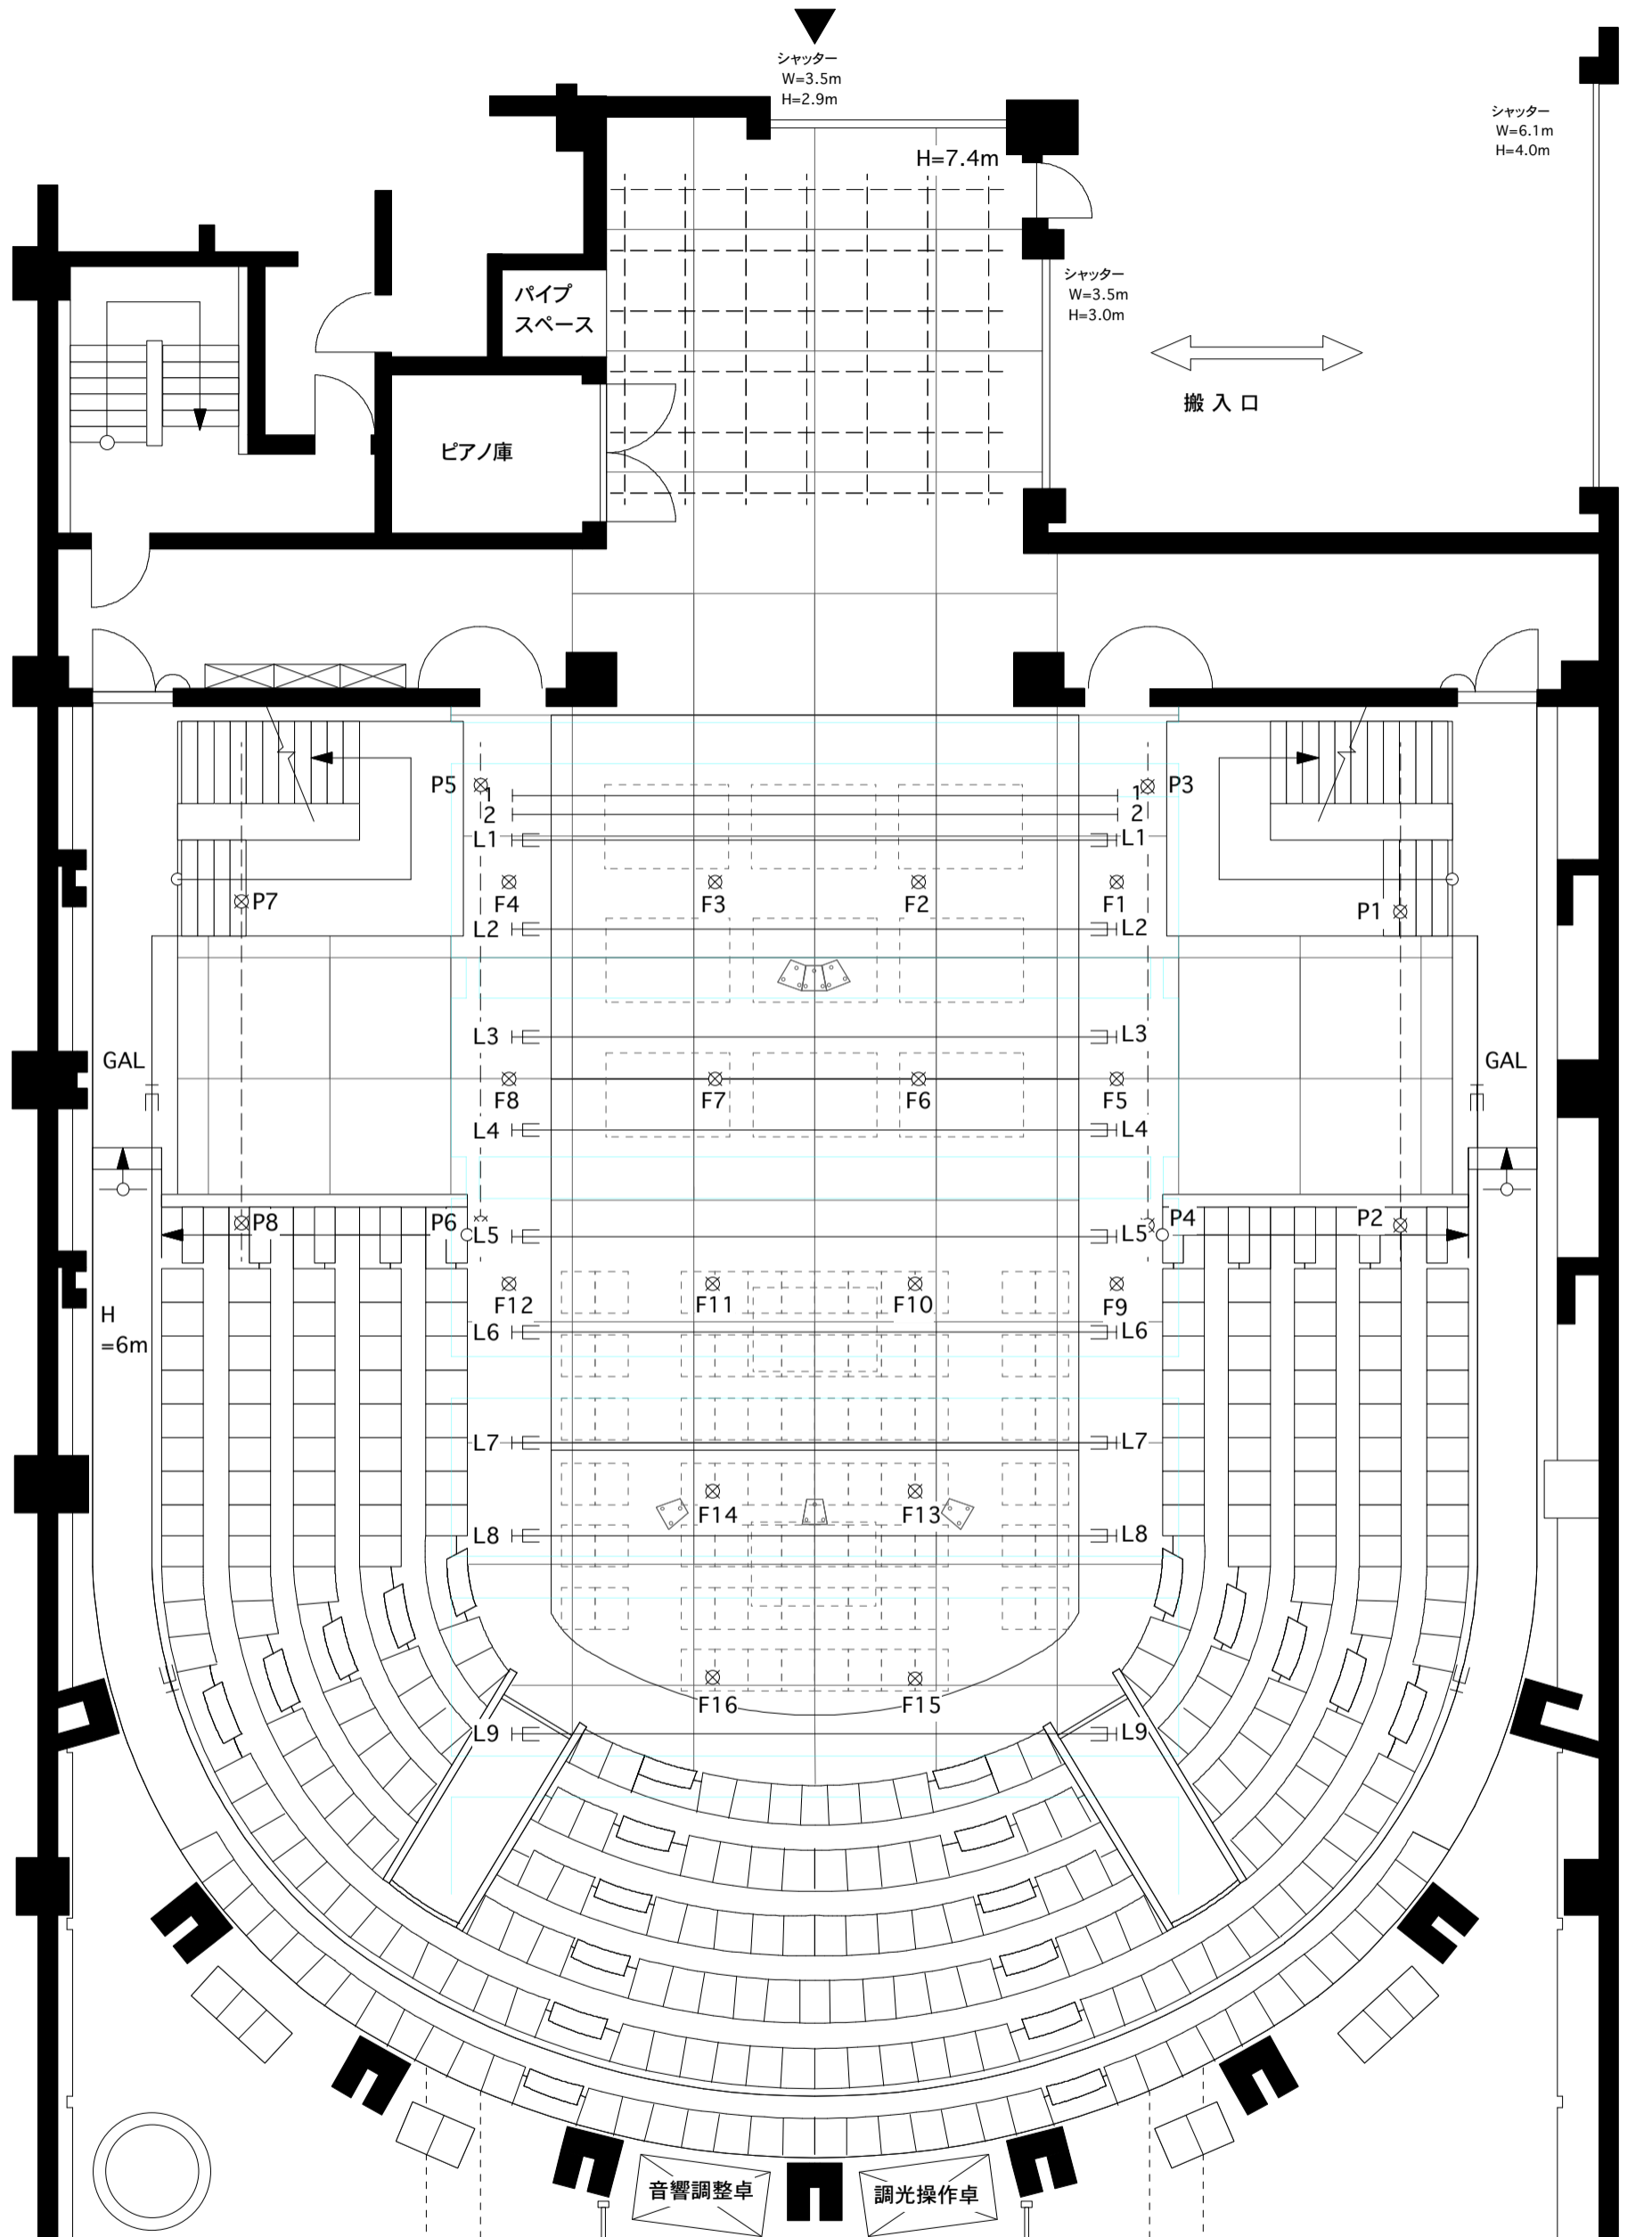 シャッター
W=3.5m
H=2.9m
シャッター
W=6.1m
H=4.0m
H=7.4m
シャッター
W=3.5m
H=3.0m
パイプ
スペース
搬入口
ピアノ庫
P5
1
1
P3
2
2
L1
L1
P7
F4
F3
F2
F1
P1
L2
L2
L3
L3
GAL
GAL
F8
F7
F6
F5
L4
L4
P8
P6
P4
P2
L5
L5
F12
F11
F10
F9
H
=6m
L6
L6
L7
L7
F14
F13
L8
L8
F16
F15
L9
L9
音響調整卓
調光操作卓